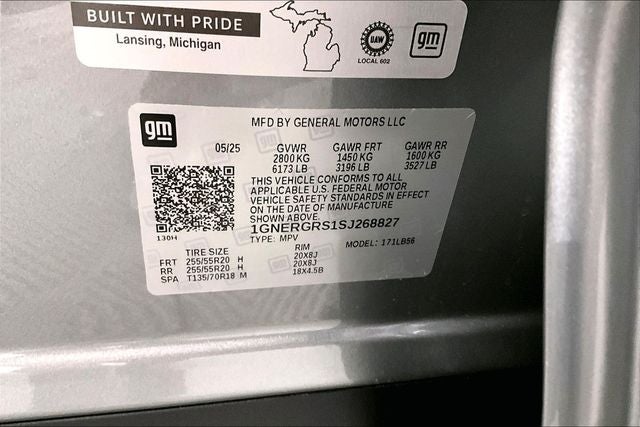 BUILT WITH PRIDE
Lansing, Michigan
UAW
LOCAL 602
gm
gm
MFD BY GENERAL MOTORS LLC
05/25 GVWR GAWR FRT GAWR RR
2800 KG 1450 KG 1600 KG
6173 LB 3196 LB 3527 LB
THIS VEHICLE CONFORMS TO ALL
APPLICABLE U.S. FEDERAL MOTOR
VEHICLE SAFETY STANDARDS IN EFFECT
ON THE DATE OF MANUFACTURE
SHOWN ABOVE.
1GNERGRS1SJ268827
130H
TYPE: MPV MODEL: 171LB56
TIRE SIZE RIM
FRT 255/55R20 H 20X8J
RR 255/55R20 H 20X8J
SPA T135/70R18 M 18X4.5B